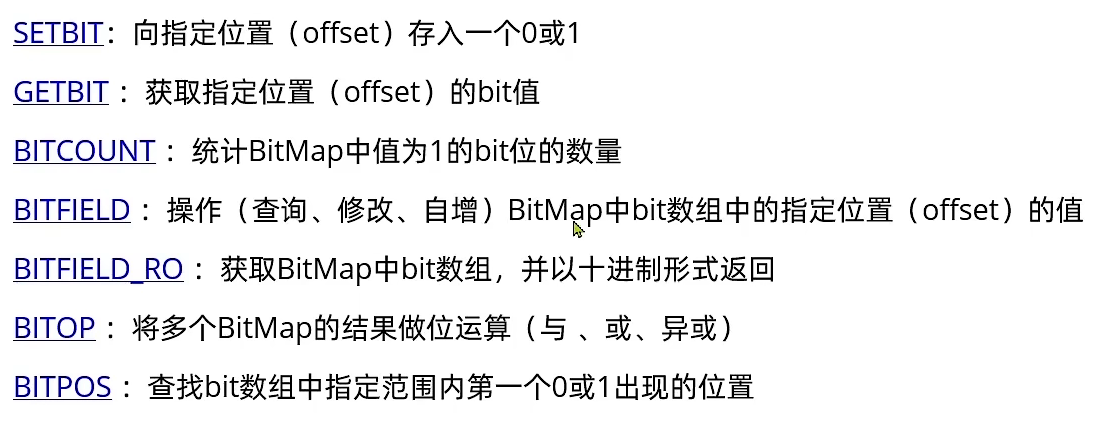 SETBIT：向指定位置（offset）存入一个0或1
GETBIT ：获取指定位置（offset）的bit值
BITCOUNT ：统计BitMap中值为1的bit位的数量
BITFIELD ：操作（查询、修改、自增）BitMap中bit数组中的指定位置（offset）的值
BITFIELD_RO ：获取BitMap中bit数组，并以十进制形式返回
BITOP ：将多个BitMap的结果做位运算（与 、或、异或）
BITPOS ：查找bit数组中指定范围内第一个0或1出现的位置